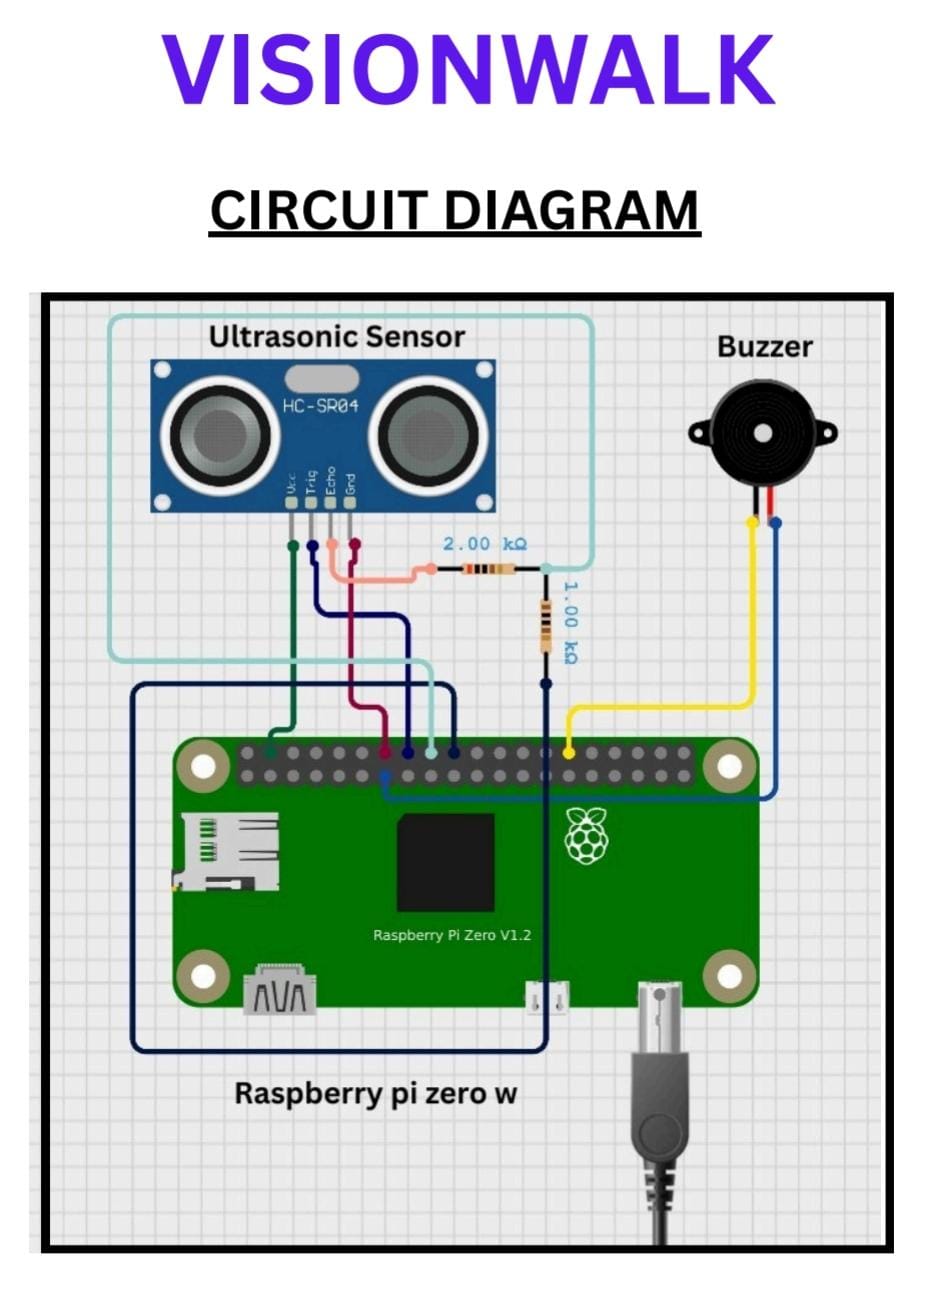 VISIONWALK
CIRCUIT DIAGRAM
Ultrasonic Sensor
Buzzer
HC-SR04
Vcc
Trig
Echo
Gnd
2.00 kΩ
1.00 kΩ
Raspberry Pi Zero V1.2
Raspberry pi zero w